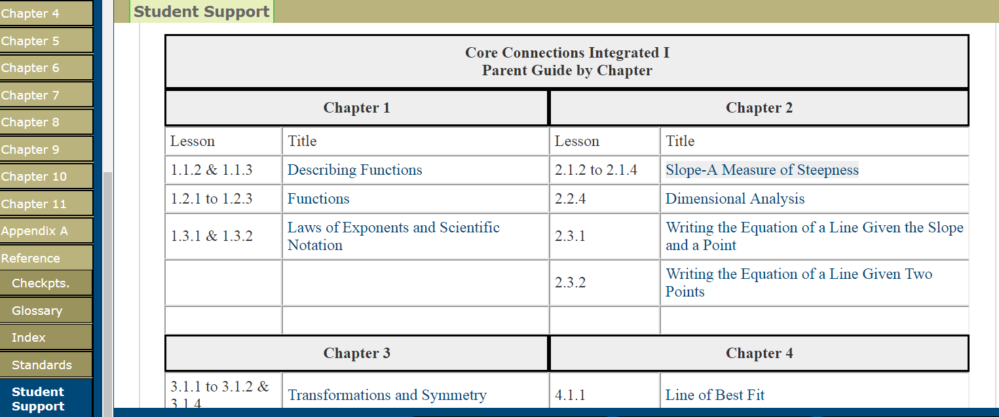 Chapter 4
Chapter 5
Chapter 6
Chapter 7
Chapter 8
Chapter 9
Chapter 10
Chapter 11
Appendix A
Reference
Checkpts.
Glossary
Index
Standards
Student
Support
Student Support
Core Connections Integrated I
Parent Guide by Chapter
Chapter 1
Chapter 2
Lesson Title Lesson Title
1.1.2 & 1.1.3 Describing Functions 2.1.2 to 2.1.4 Slope-A Measure of Steepness
1.2.1 to 1.2.3 Functions 2.2.4 Dimensional Analysis
1.3.1 & 1.3.2 Laws of Exponents and Scientific
Notation
2.3.1 Writing the Equation of a Line Given the Slope
and a Point
2.3.2 Writing the Equation of a Line Given Two
Points
Chapter 3
Chapter 4
3.1.1 to 3.1.2 &
3.1.4
Transformations and Symmetry
4.1.1 Line of Best Fit